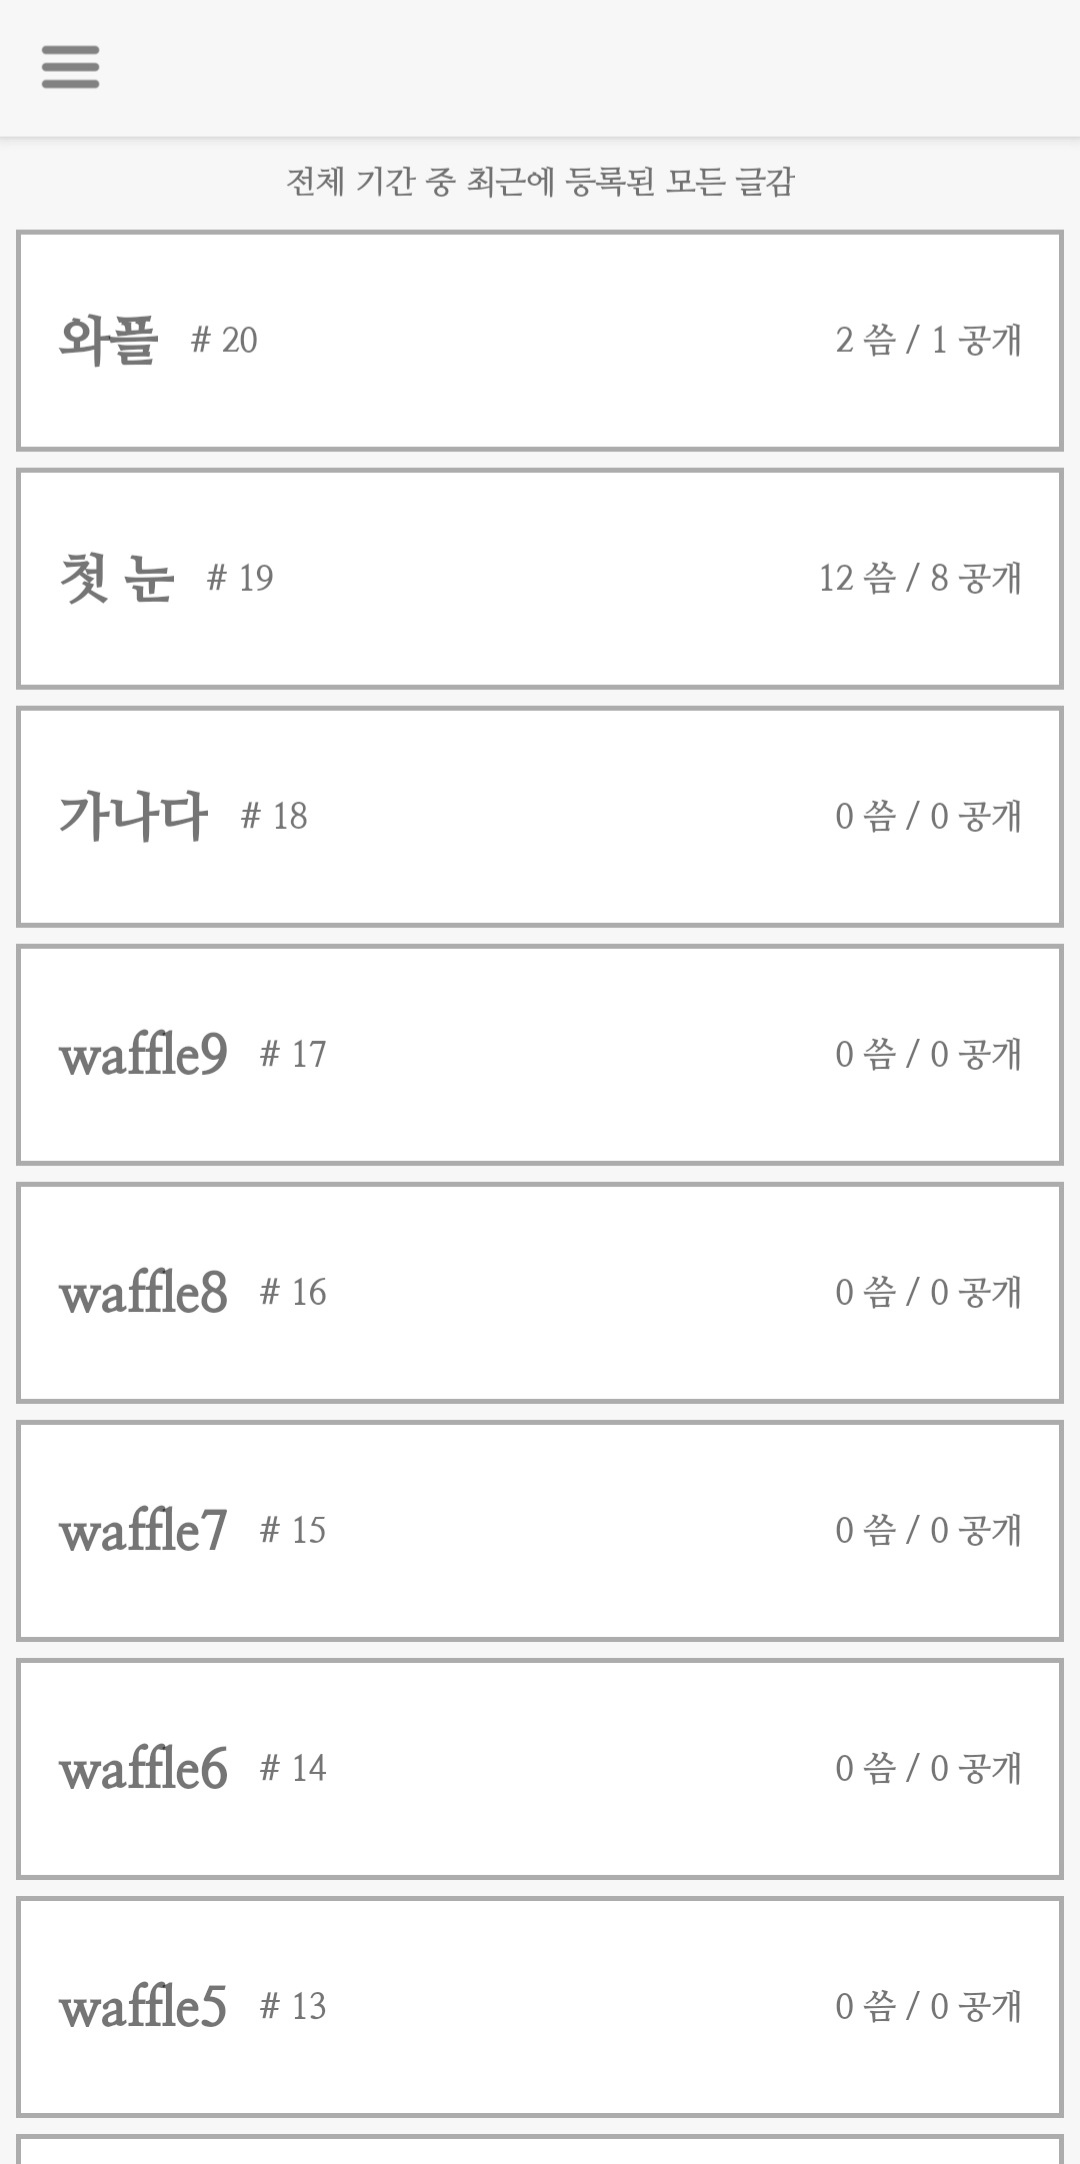 전체 기간 중 최근에 등록된 모든 글감
와플 # 20 2 씀 / 1 공개
첫 눈 # 19 12 씀 / 8 공개
가나다 # 18 0 씀 / 0 공개
waffle9 # 17 0 씀 / 0 공개
waffle8 # 16 0 씀 / 0 공개
waffle7 # 15 0 씀 / 0 공개
waffle6 # 14 0 씀 / 0 공개
waffle5 # 13 0 씀 / 0 공개